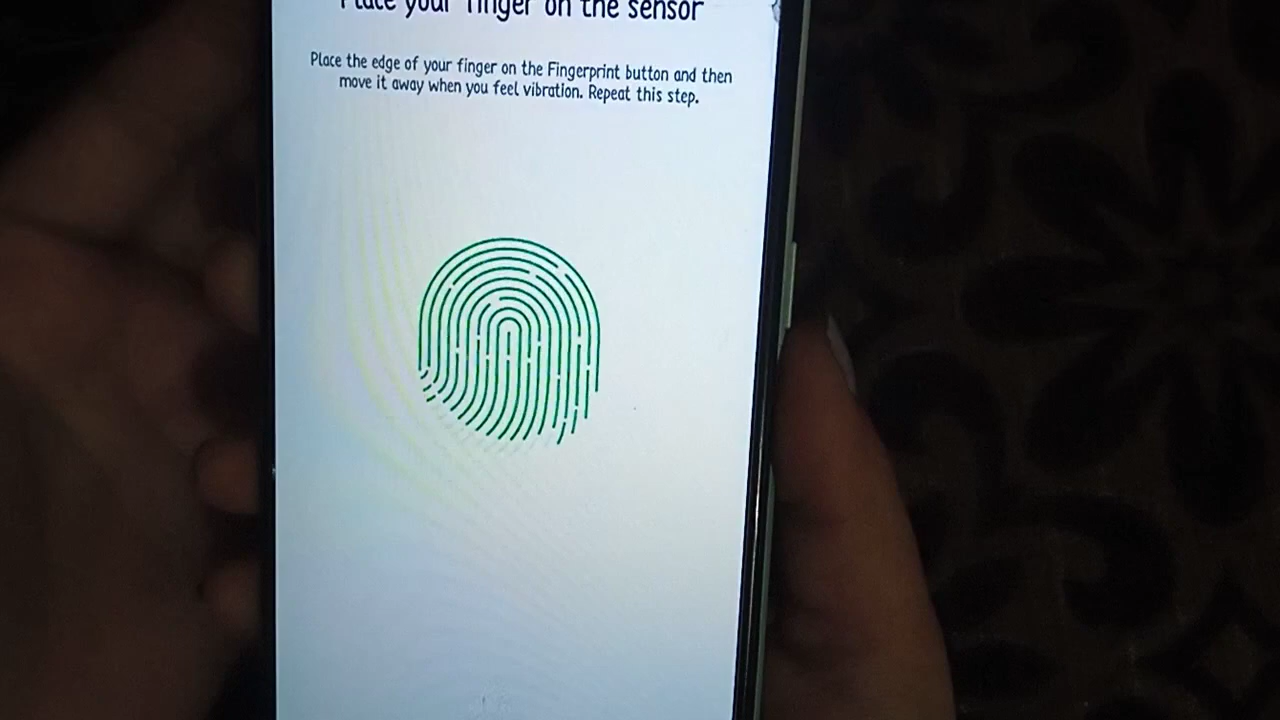 Place your finger on the sensor
Place the edge of your finger on the Fingerprint button and then
move it away when you feel vibration. Repeat this step.